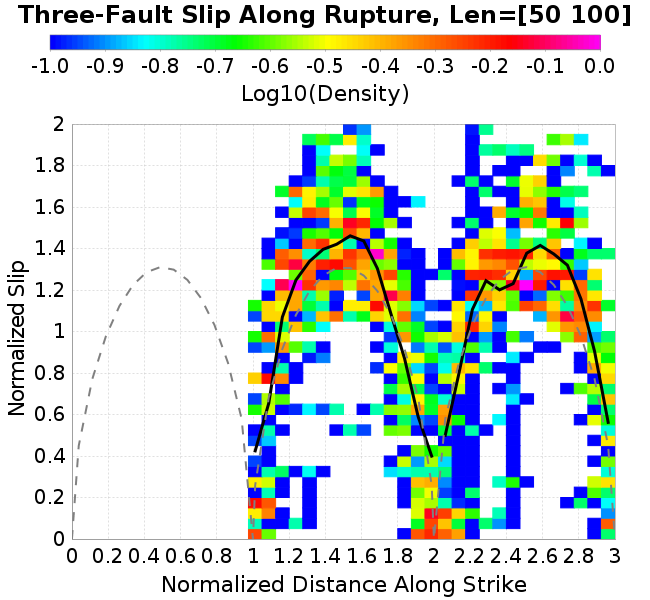 Three-Fault Slip Along Rupture, Len=[50 100]
-1.0 -0.9 -0.8 -0.7 -0.6 -0.5 -0.4 -0.3 -0.2 -0.1 0.0
Log10(Density)
Normalized Slip
2
1.8
1.6
1.4
1.2
1
0.8
0.6
0.4
0.2
0
0 0.2 0.4 0.6 0.8 1 1.2 1.4 1.6 1.8 2 2.2 2.4 2.6 2.8 3
Normalized Distance Along Strike